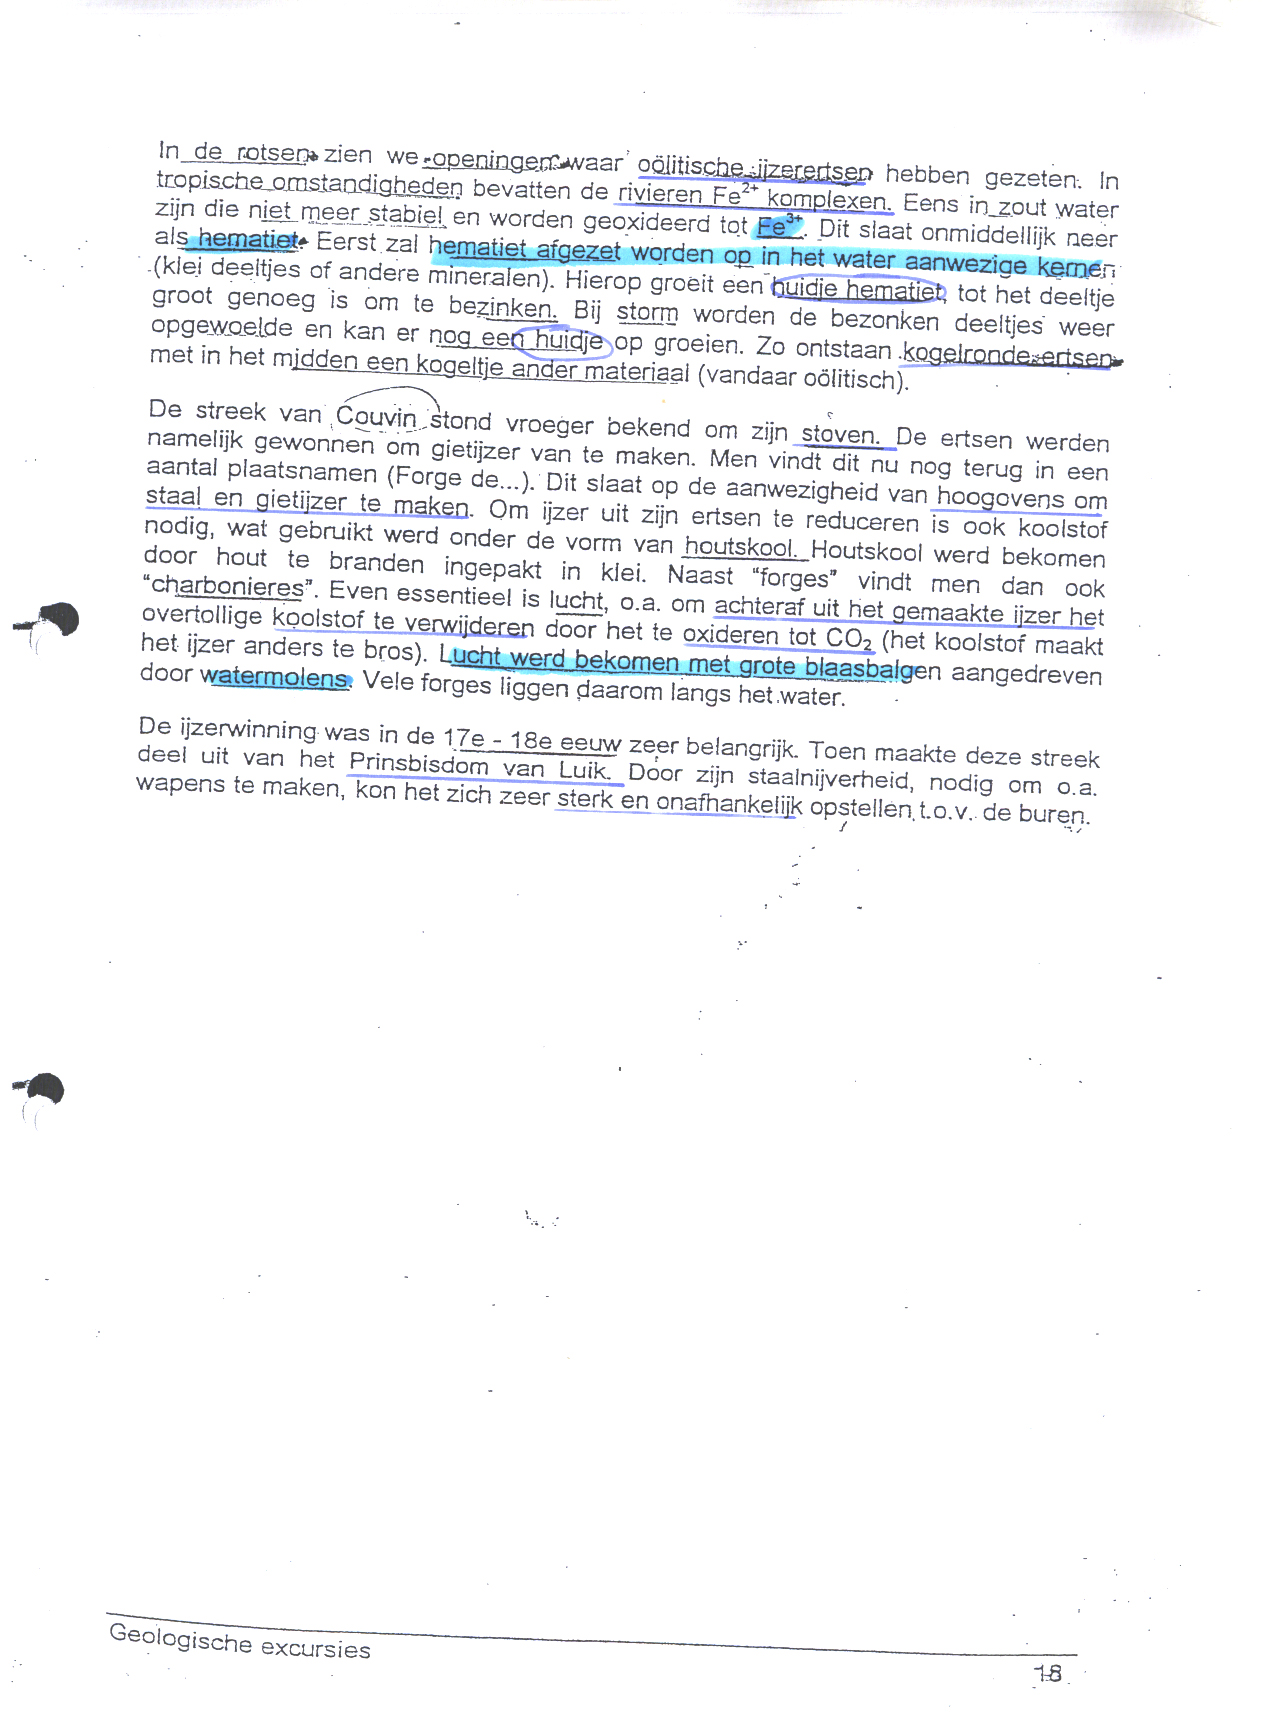 In de rotsen zien we openingen waar oölitische ijzerertsen hebben gezeten. In
tropische omstandigheden bevatten de rivieren Fe²⁺ komplexen. Eens in zout water
zijn die niet meer stabiel en worden geoxideerd tot Fe³⁺. Dit slaat onmiddellijk neer
als hematiet. Eerst zal hematiet afgezet worden op in het water aanwezige kernen
(klei deeltjes of andere mineralen). Hierop groeit een huidje hematiet, tot het deeltje
groot genoeg is om te bezinken. Bij storm worden de bezonken deeltjes weer
opgewoelde en kan er nog een huidje op groeien. Zo ontstaan kogelronde ertsen
met in het midden een kogeltje ander materiaal (vandaar oölitisch).
De streek van Couvin stond vroeger bekend om zijn stoven. De ertsen werden
namelijk gewonnen om gietijzer van te maken. Men vindt dit nu nog terug in een
aantal plaatsnamen (Forge de...). Dit slaat op de aanwezigheid van hoogovens om
staal en gietijzer te maken. Om ijzer uit zijn ertsen te reduceren is ook koolstof
nodig, wat gebruikt werd onder de vorm van houtskool. Houtskool werd bekomen
door hout te branden ingepakt in klei. Naast "forges" vindt men dan ook
"charbonieres". Even essentieel is lucht, o.a. om achteraf uit het gemaakte ijzer het
overtollige koolstof te verwijderen door het te oxideren tot CO₂ (het koolstof maakt
het ijzer anders te bros). Lucht werd bekomen met grote blaasbalgen aangedreven
door watermolens. Vele forges liggen daarom langs het water.
De ijzerwinning was in de 17e - 18e eeuw zeer belangrijk. Toen maakte deze streek
deel uit van het Prinsbisdom van Luik. Door zijn staalnijverheid, nodig om o.a.
wapens te maken, kon het zich zeer sterk en onafhankelijk opstellen t.o.v. de buren.
Geologische excursies
18